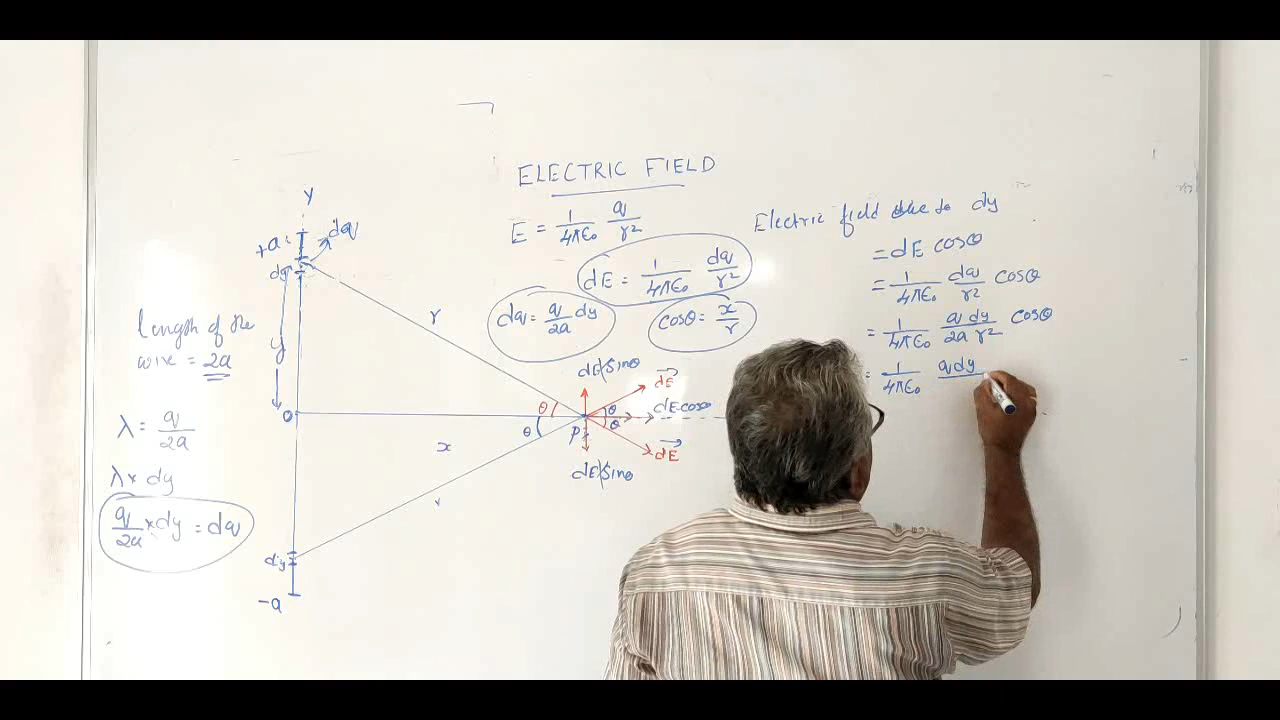 ELECTRIC FIELD
E = 1/4πε₀ q/r²
dE = 1/4πε₀ dq/r²
dq = q/2a dy
cosθ = x/r
Y
+a
dq
dy
y
r
length of the
wire = 2a
O
λ = q/2a
λ × dy
q/2a × dy = dq
x
r
dy
-a
θ
θ
P
dE sinθ
dE
θ
dE cosθ
θ
dE
dE sinθ
Electric field due to dy
= dE cosθ
= 1/4πε₀ dq/r² cosθ
= 1/4πε₀ q dy/2a r² cosθ
= 1/4πε₀ q dy